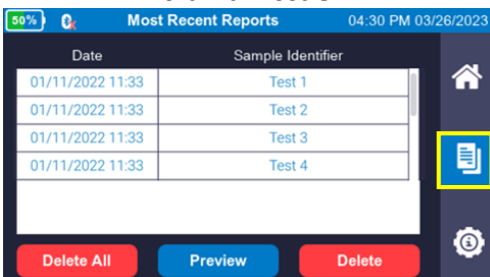 50% Most Recent Reports 04:30 PM 03/26/2023
Date Sample Identifier
01/11/2022 11:33 Test 1
01/11/2022 11:33 Test 2
01/11/2022 11:33 Test 3
01/11/2022 11:33 Test 4
Delete All Preview Delete